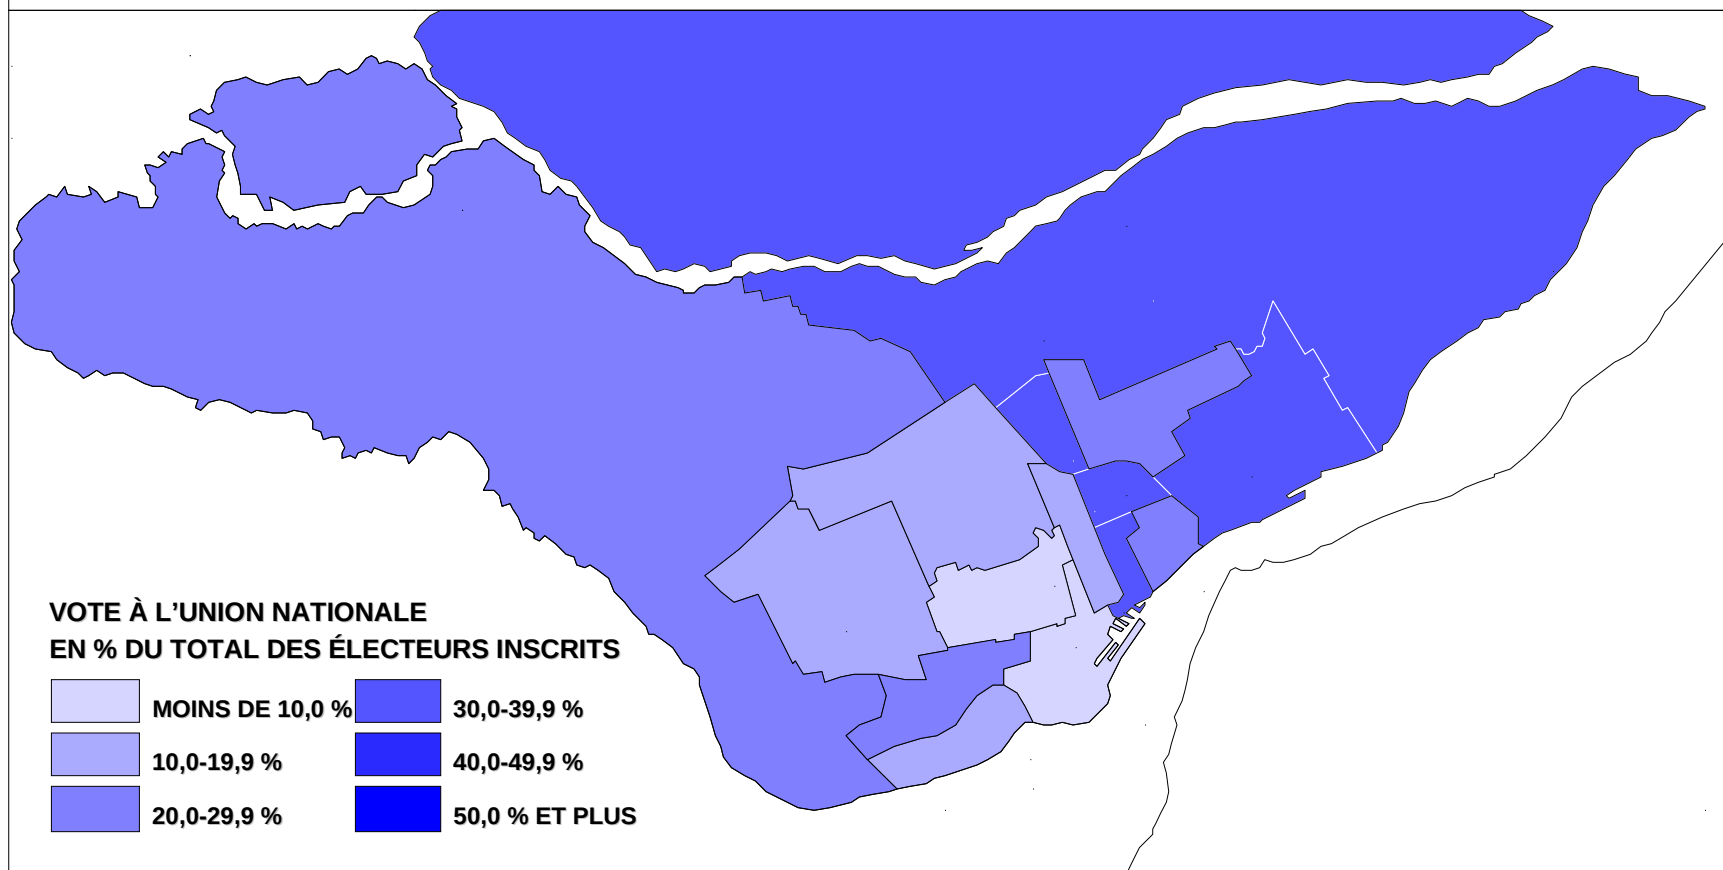 VOTE À L’UNION NATIONALE
EN % DU TOTAL DES ÉLECTEURS INSCRITS
MOINS DE 10,0 %
10,0-19,9 %
20,0-29,9 %
30,0-39,9 %
40,0-49,9 %
50,0 % ET PLUS